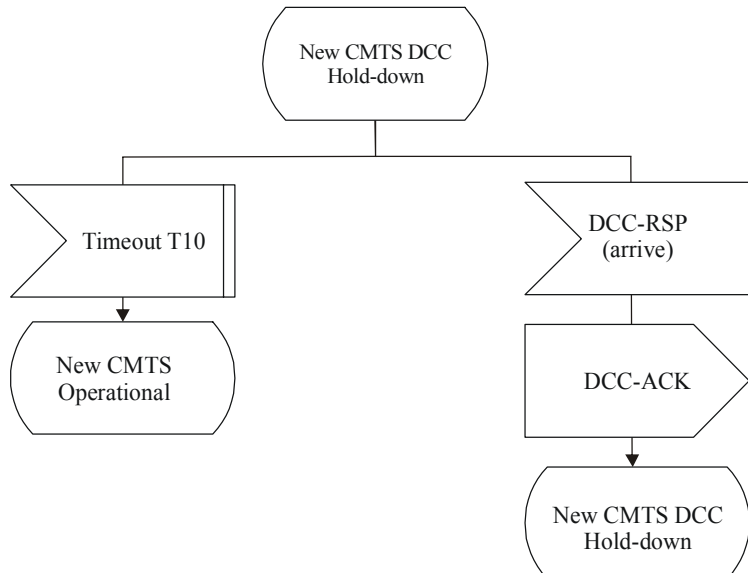 New CMTS DCC
Hold-down
Timeout T10
DCC-RSP
(arrive)
New CMTS
Operational
DCC-ACK
New CMTS DCC
Hold-down